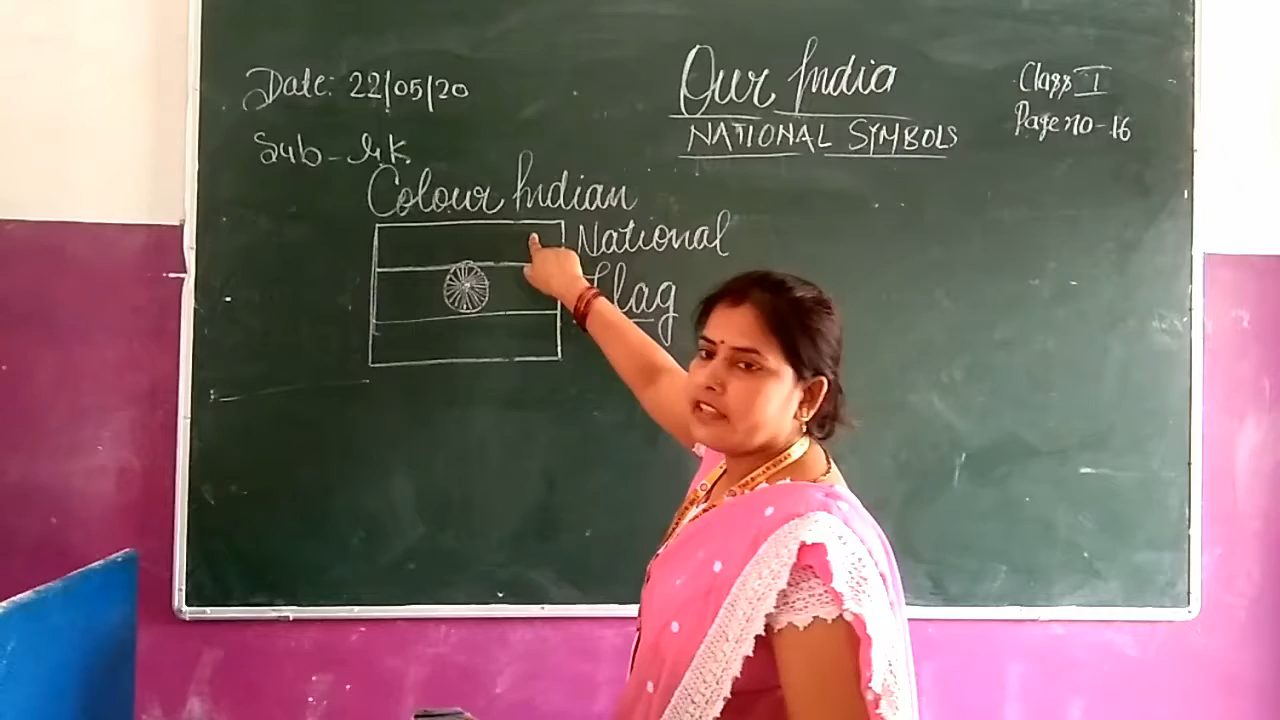 Date: 22/05/20
Sub - G.K.
Our India
NATIONAL SYMBOLS
Class I
Page no - 16
Colour Indian
National
Flag